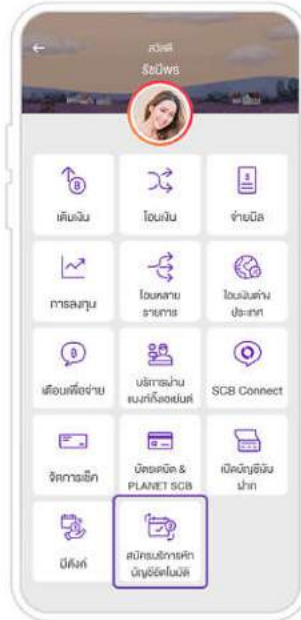 สวัสดี
รัชนีพร
เติมเงิน
โอนเงิน
จ่ายบิล
การลงทุน
โอนหลาย
รายการ
โอนเงินต่าง
ประเทศ
เตือนเพื่อจ่าย
บริการผ่าน
แบงก์กิ้งเอเย่นต์
SCB Connect
จัดการเช็ค
บัตรเดบิต &
PLANET SCB
เปิดบัญชีเงิน
ฝาก
มีตังค์
สมัครบริการหัก
บัญชีอัตโนมัติ